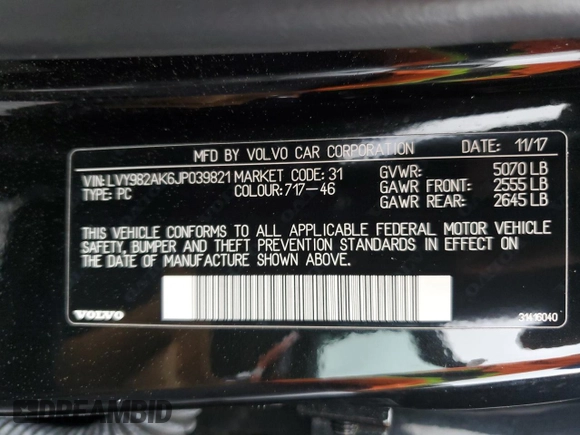 MFD BY VOLVO CAR CORPORATION DATE: 11/17
VIN: LVY982AK6JP039821 MARKET CODE: 31 GVWR: 5070 LB
TYPE: PC COLOUR: 717-46 GAWR FRONT: 2555 LB
GAWR REAR: 2645 LB
THIS VEHICLE CONFORMS TO ALL APPLICABLE FEDERAL MOTOR VEHICLE
SAFETY, BUMPER AND THEFT PREVENTION STANDARDS IN EFFECT ON
THE DATE OF MANUFACTURE SHOWN ABOVE.
VOLVO 31416040
DREAMBID